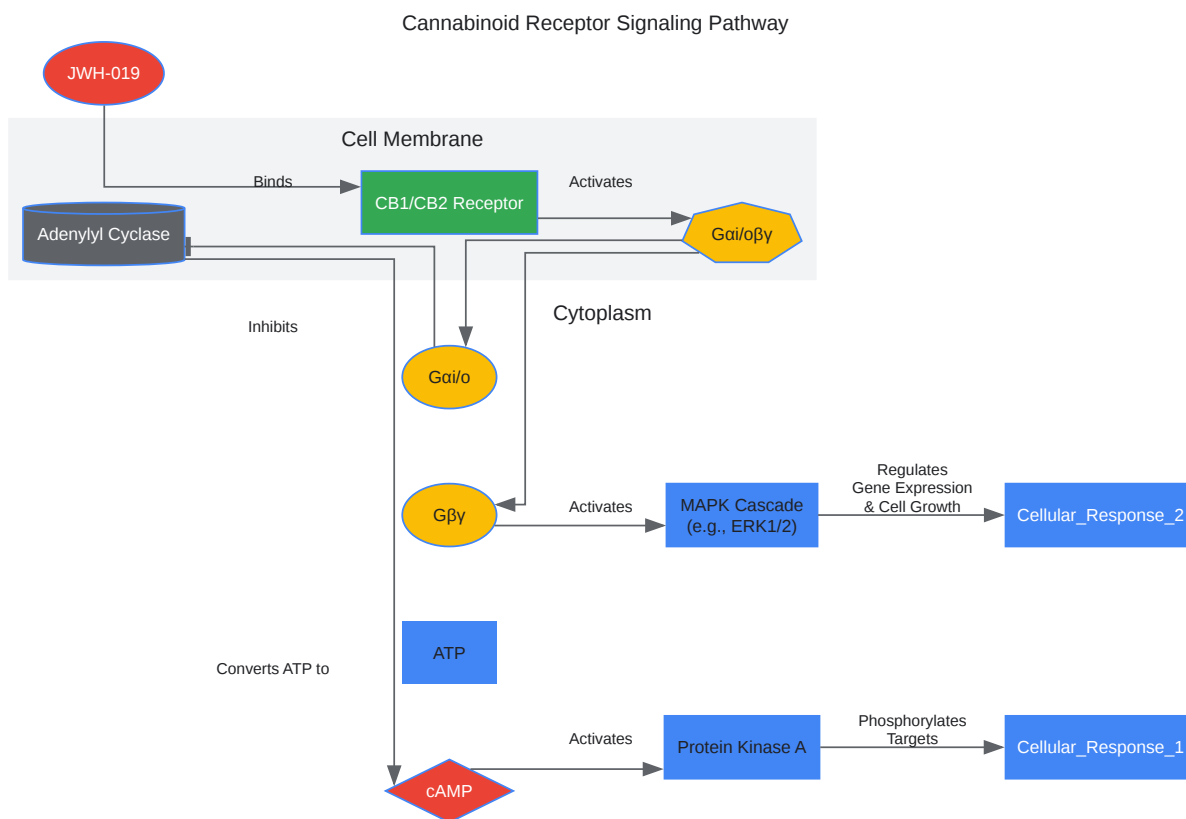 Cannabinoid Receptor Signaling Pathway
JWH-019
Cell Membrane
Binds
CB1/CB2 Receptor
Activates
Adenylyl Cyclase
Gαi/oβγ
Inhibits
Cytoplasm
Gαi/o
Gβγ
Activates
MAPK Cascade
(e.g., ERK1/2)
Regulates
Gene Expression
& Cell Growth
Cellular_Response_2
ATP
Converts ATP to
cAMP
Activates
Protein Kinase A
Phosphorylates
Targets
Cellular_Response_1